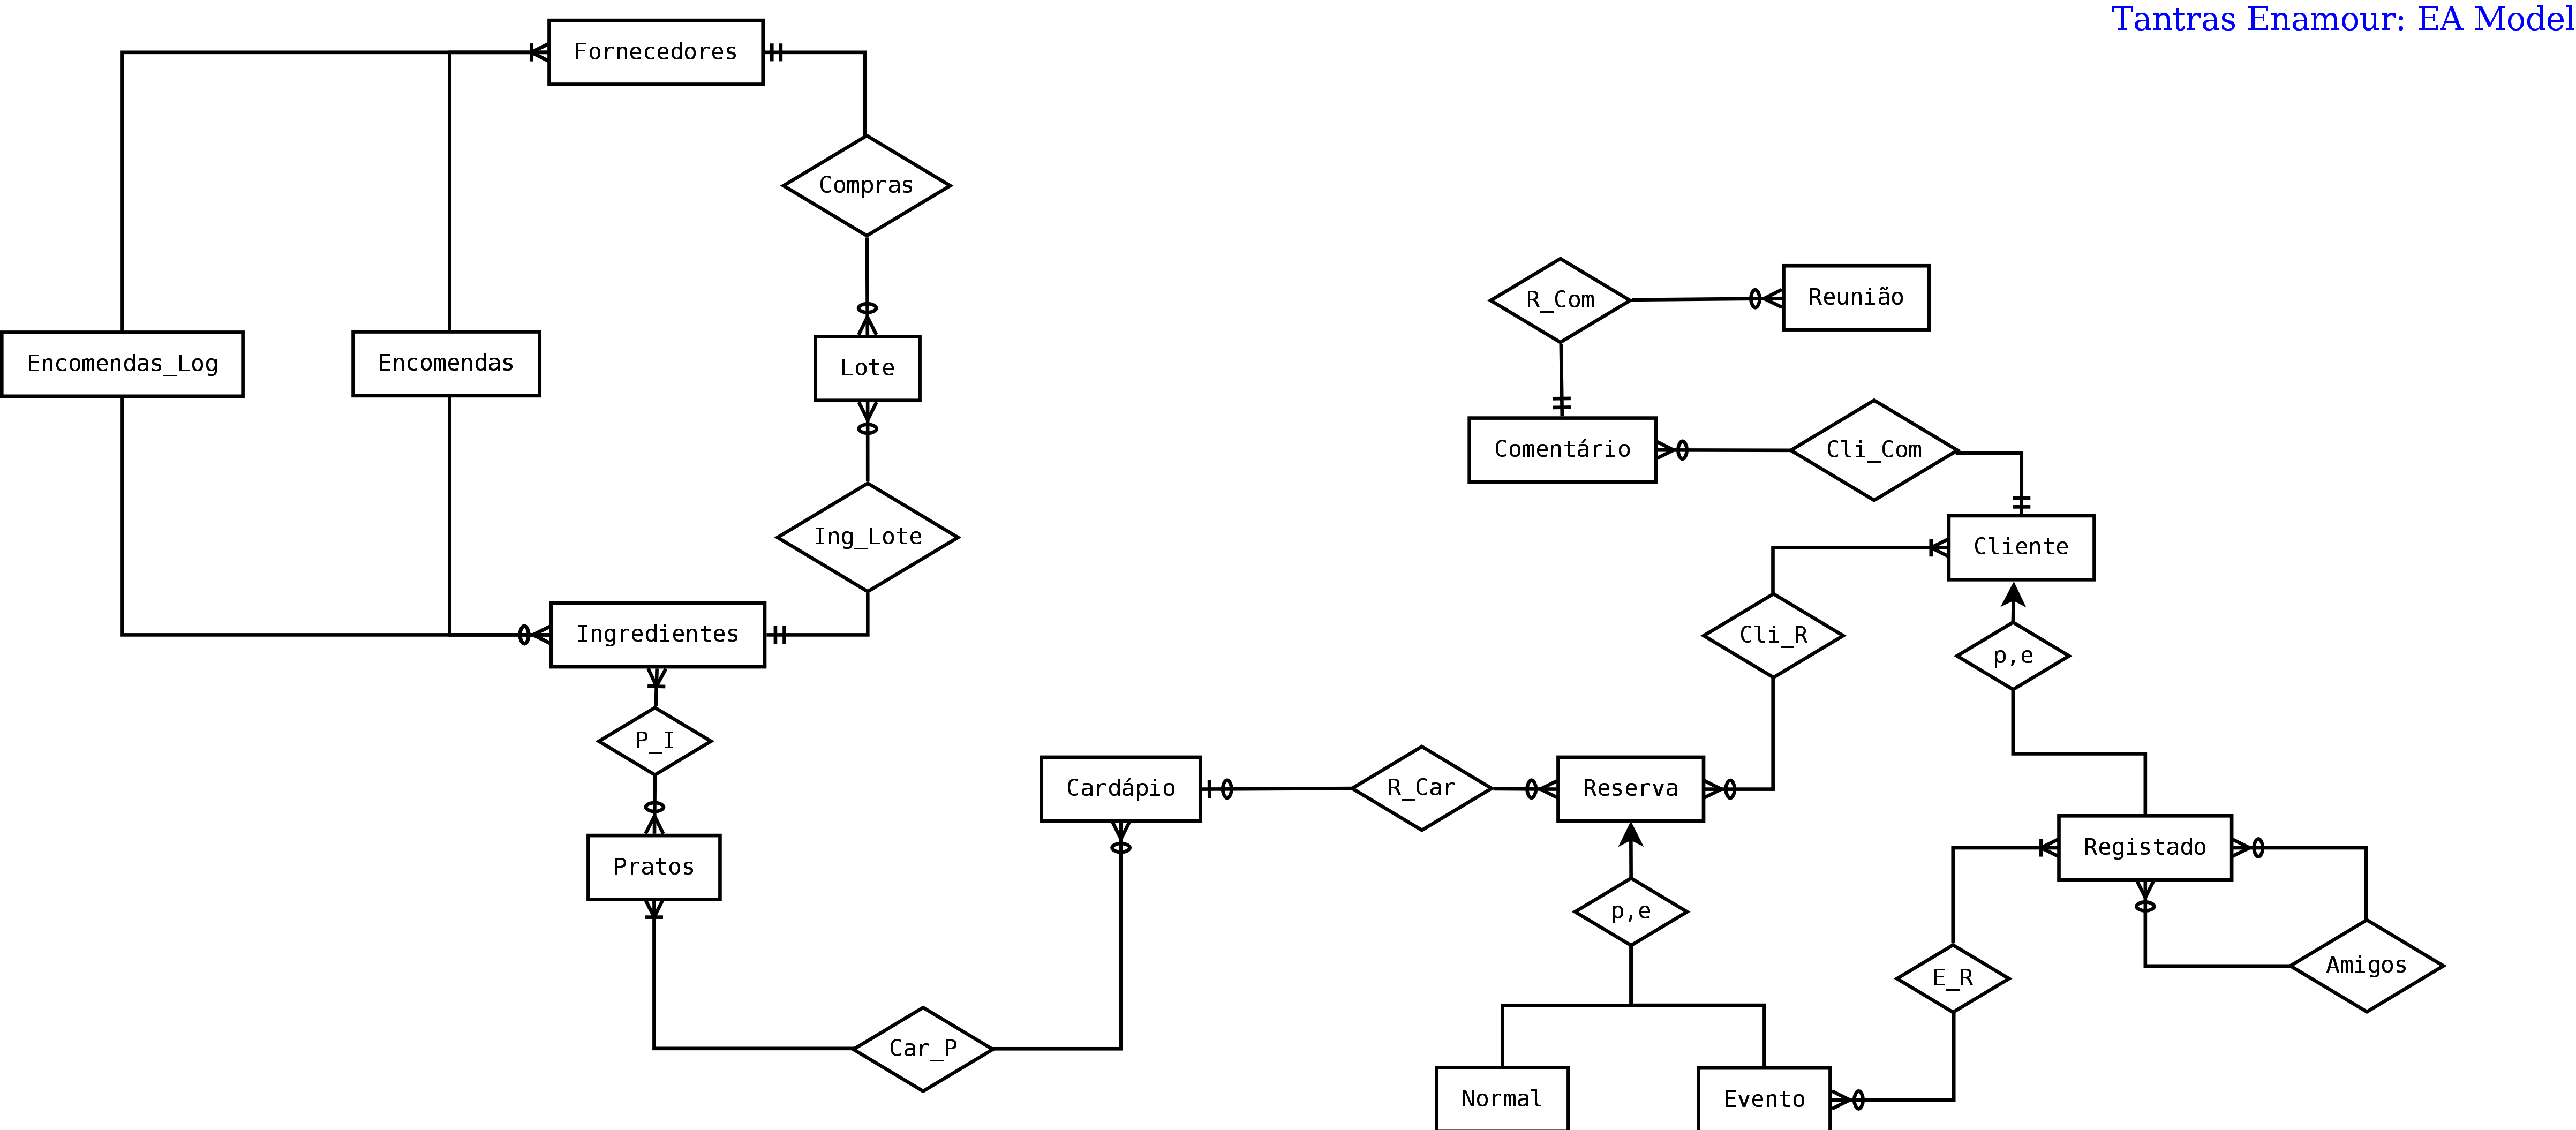 Tantras Enamour: EA Model
Fornecedores
Compras
R_Com
Reunião
Encomendas_Log
Encomendas
Lote
Comentário
Cli_Com
Ing_Lote
Cliente
Ingredientes
Cli_R
p,e
P_I
Cardápio
R_Car
Reserva
Pratos
Registado
p,e
E_R
Amigos
Car_P
Normal
Evento